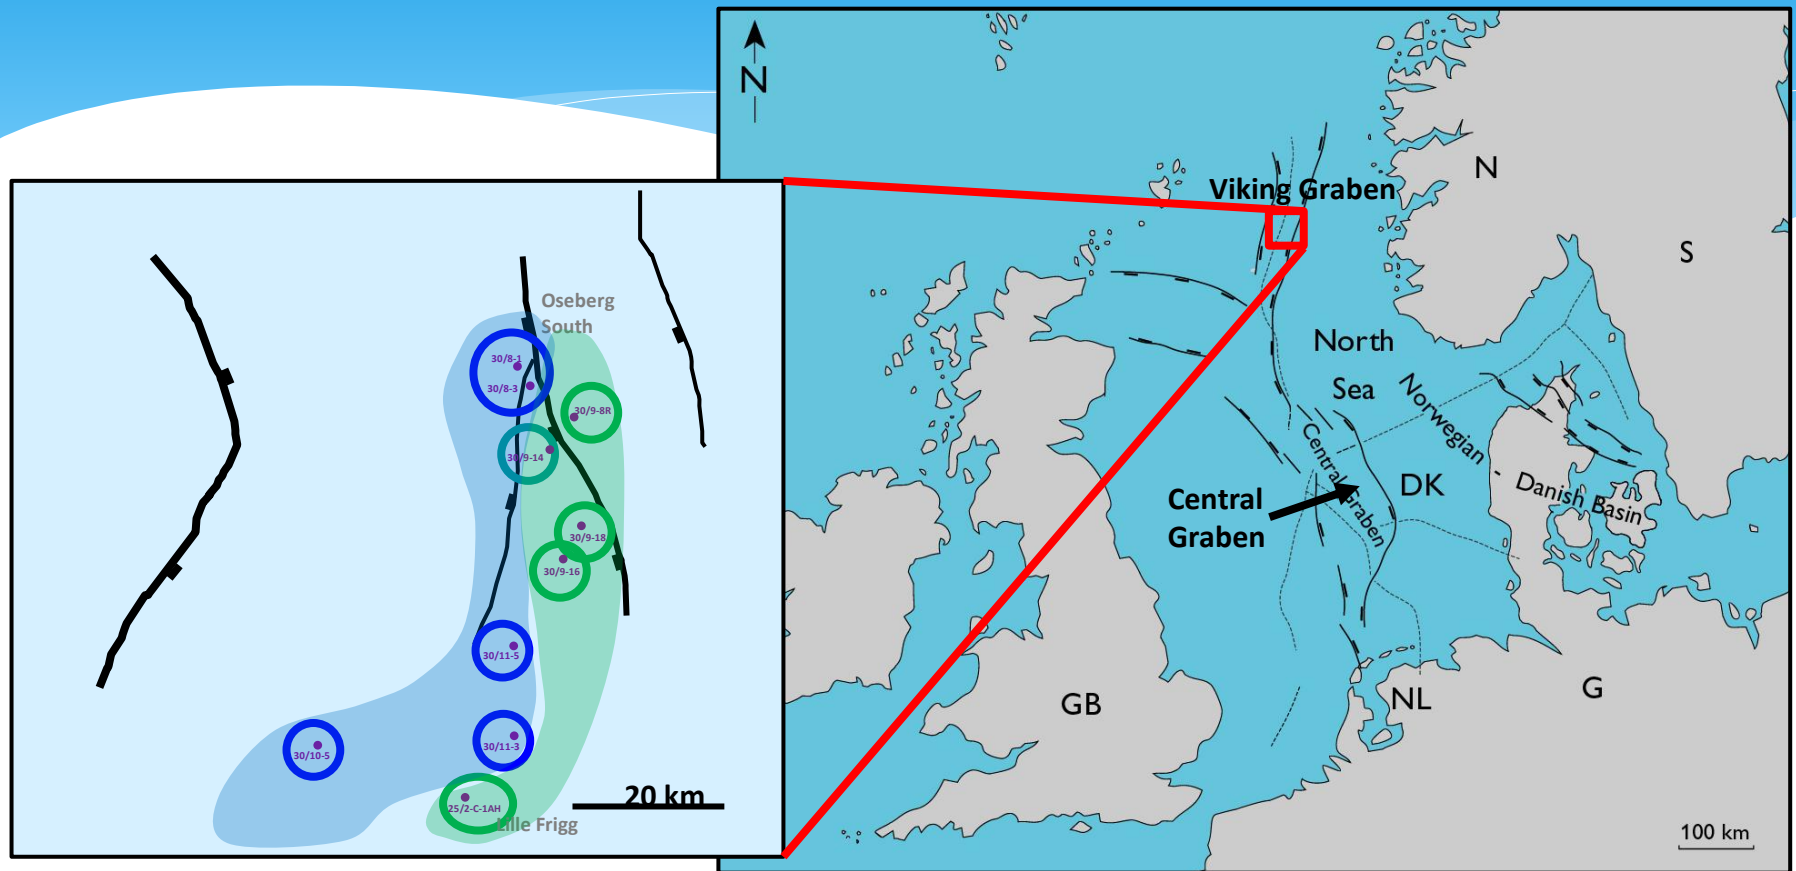 Oseberg
South
30/8-1
30/8-3
30/9-8R
30/9-14
30/9-18
30/9-16
30/11-5
30/11-3
30/10-5
25/2-C-1AH
Lille Frigg
20 km
N
Viking Graben
N
S
North
Sea
Norwegian - Danish Basin
Central Graben
DK
Central
Graben
GB
NL
G
100 km